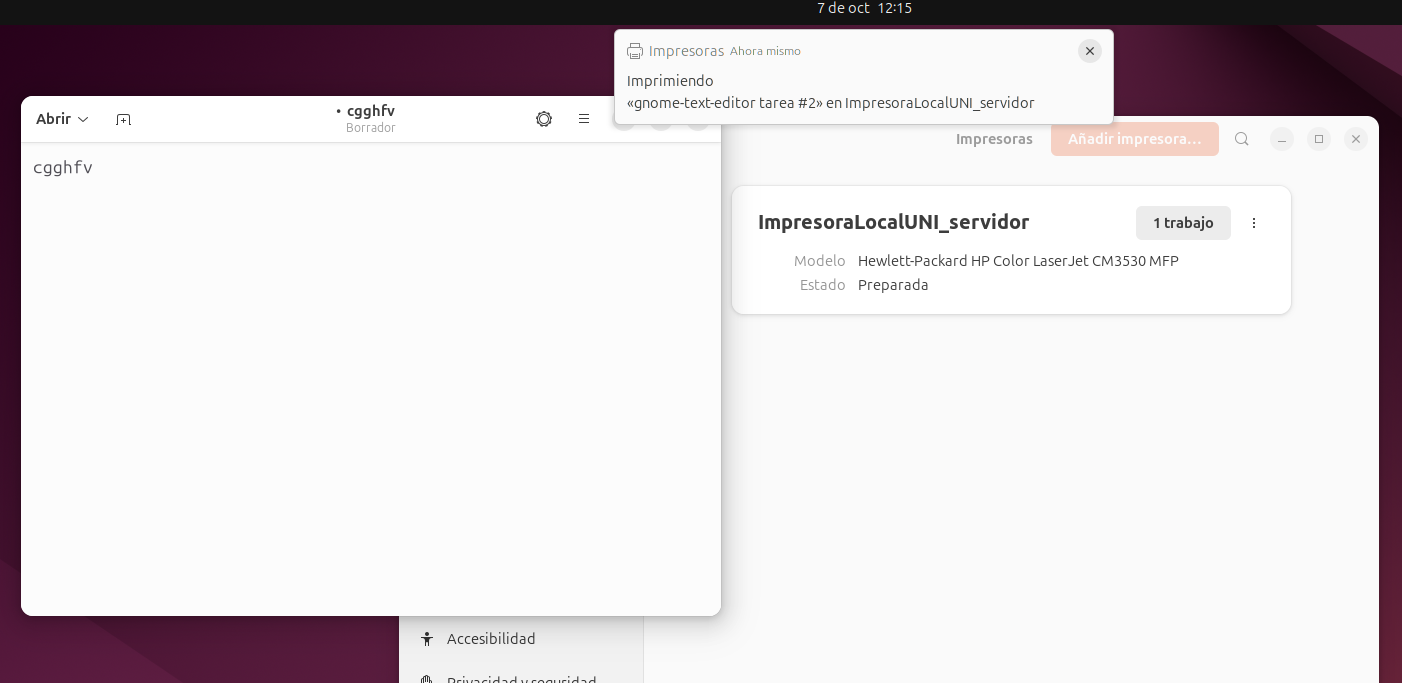 7 de oct 12:15
Impresoras Ahora mismo
Imprimiendo
«gnome-text-editor tarea #2» en ImpresoraLocalUNI_servidor
Abrir
• cgghfv
Borrador
cgghfv
Impresoras
Añadir impresora…
ImpresoraLocalUNI_servidor
1 trabajo
Modelo Hewlett-Packard HP Color LaserJet CM3530 MFP
Estado Preparada
Accesibilidad
Privacidad y seguridad